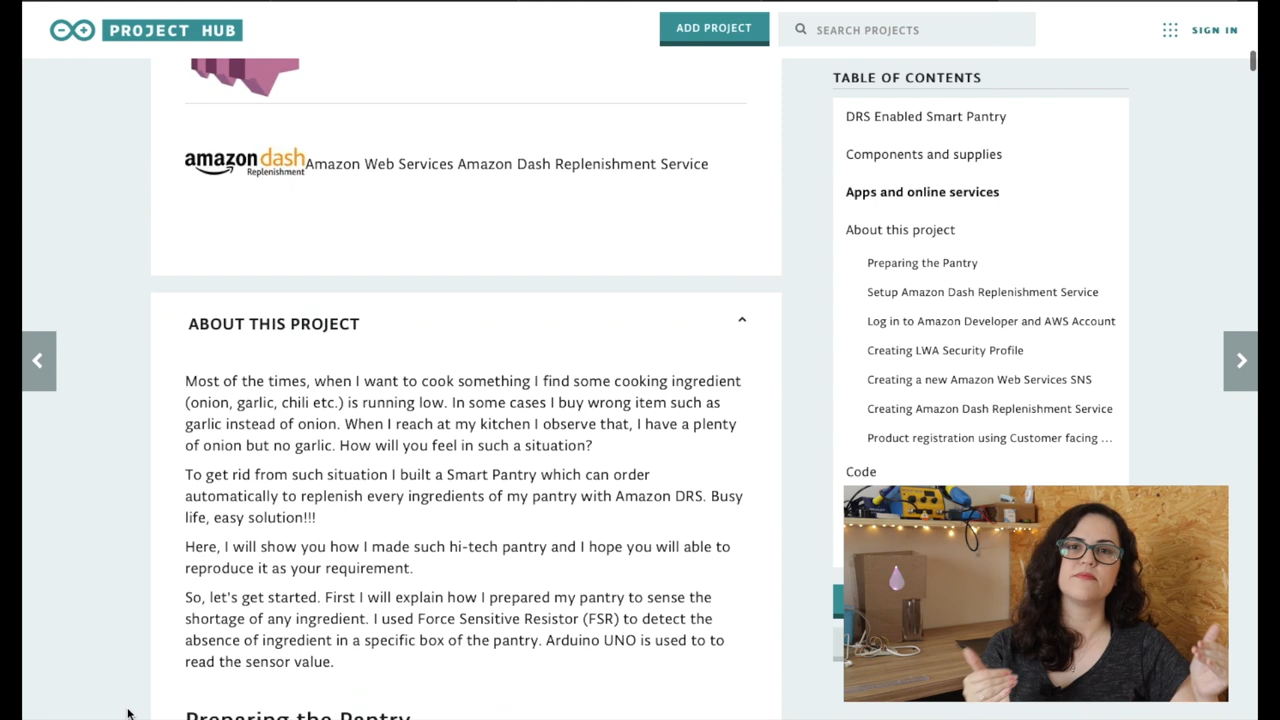 PROJECT HUB
ADD PROJECT
SEARCH PROJECTS
SIGN IN
amazon dash
Replenishment
Amazon Web Services Amazon Dash Replenishment Service
ABOUT THIS PROJECT
Most of the times, when I want to cook something I find some cooking ingredient
(onion, garlic, chili etc.) is running low. In some cases I buy wrong item such as
garlic instead of onion. When I reach at my kitchen I observe that, I have a plenty
of onion but no garlic. How will you feel in such a situation?
To get rid from such situation I built a Smart Pantry which can order
automatically to replenish every ingredients of my pantry with Amazon DRS. Busy
life, easy solution!!!
Here, I will show you how I made such hi-tech pantry and I hope you will able to
reproduce it as your requirement.
So, let's get started. First I will explain how I prepared my pantry to sense the
shortage of any ingredient. I used Force Sensitive Resistor (FSR) to detect the
absence of ingredient in a specific box of the pantry. Arduino UNO is used to to
read the sensor value.
Preparing the Pantry
TABLE OF CONTENTS
DRS Enabled Smart Pantry
Components and supplies
Apps and online services
About this project
Preparing the Pantry
Setup Amazon Dash Replenishment Service
Log in to Amazon Developer and AWS Account
Creating LWA Security Profile
Creating a new Amazon Web Services SNS
Creating Amazon Dash Replenishment Service
Product registration using Customer facing ...
Code